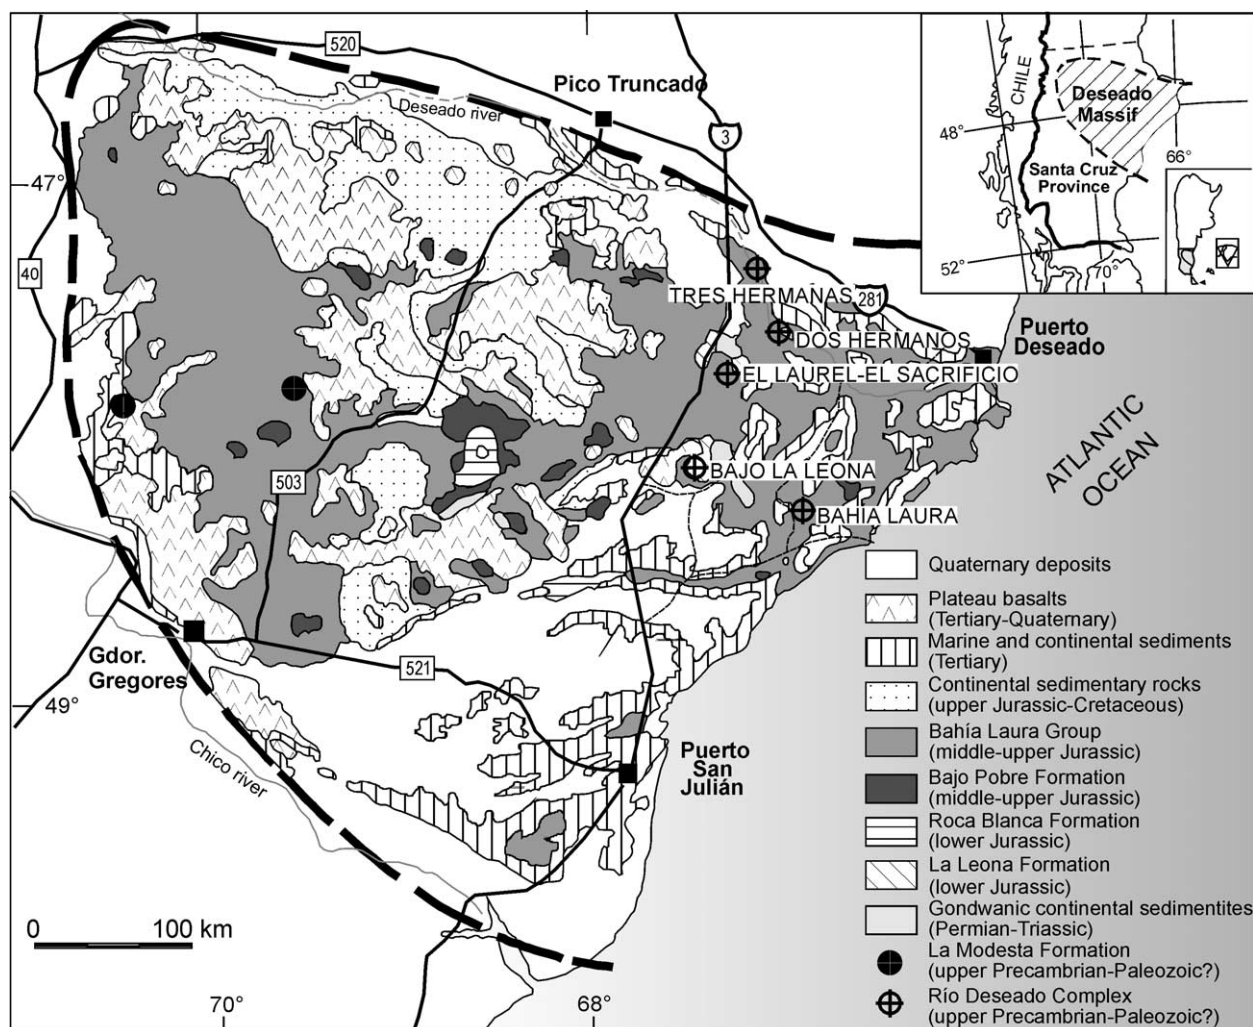 520
Pico Truncado
Deseado river
3
47°
40
TRES HERMANAS
281
DOS HERMANOS
Puerto
Deseado
EL LAUREL-EL SACRIFICIO
503
BAJO LA LEONA
BAHÍA LAURA
ATLANTIC
OCEAN
Gdor.
Gregores
521
49°
Chico river
Puerto
San
Julián
0 100 km
70°
68°
CHILE
Deseado
Massif
48°
66°
Santa Cruz
Province
52°
70°
Quaternary deposits
Plateau basalts
(Tertiary-Quaternary)
Marine and continental sediments
(Tertiary)
Continental sedimentary rocks
(upper Jurassic-Cretaceous)
Bahía Laura Group
(middle-upper Jurassic)
Bajo Pobre Formation
(middle-upper Jurassic)
Roca Blanca Formation
(lower Jurassic)
La Leona Formation
(lower Jurassic)
Gondwanic continental sedimentites
(Permian-Triassic)
La Modesta Formation
(upper Precambrian-Paleozoic?)
Río Deseado Complex
(upper Precambrian-Paleozoic?)